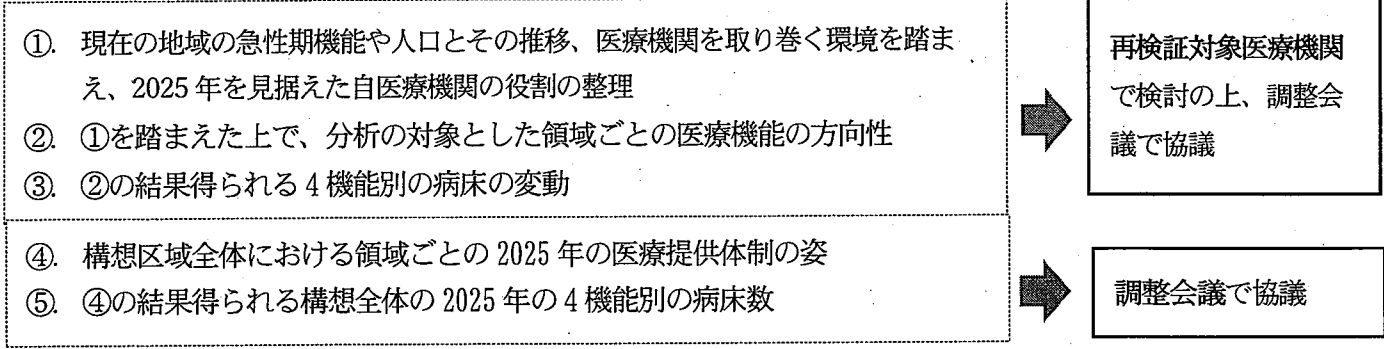 ①. 現在の地域の急性期機能や人口とその推移、医療機関を取り巻く環境を踏ま
え、2025年を見据えた自医療機関の役割の整理
②. ①を踏まえた上で、分析の対象とした領域ごとの医療機能の方向性
③. ②の結果得られる4機能別の病床の変動
再検証対象医療機関
で検討の上、調整会
議で協議
④. 構想区域全体における領域ごとの2025年の医療提供体制の姿
⑤. ④の結果得られる構想全体の2025年の4機能別の病床数
調整会議で協議